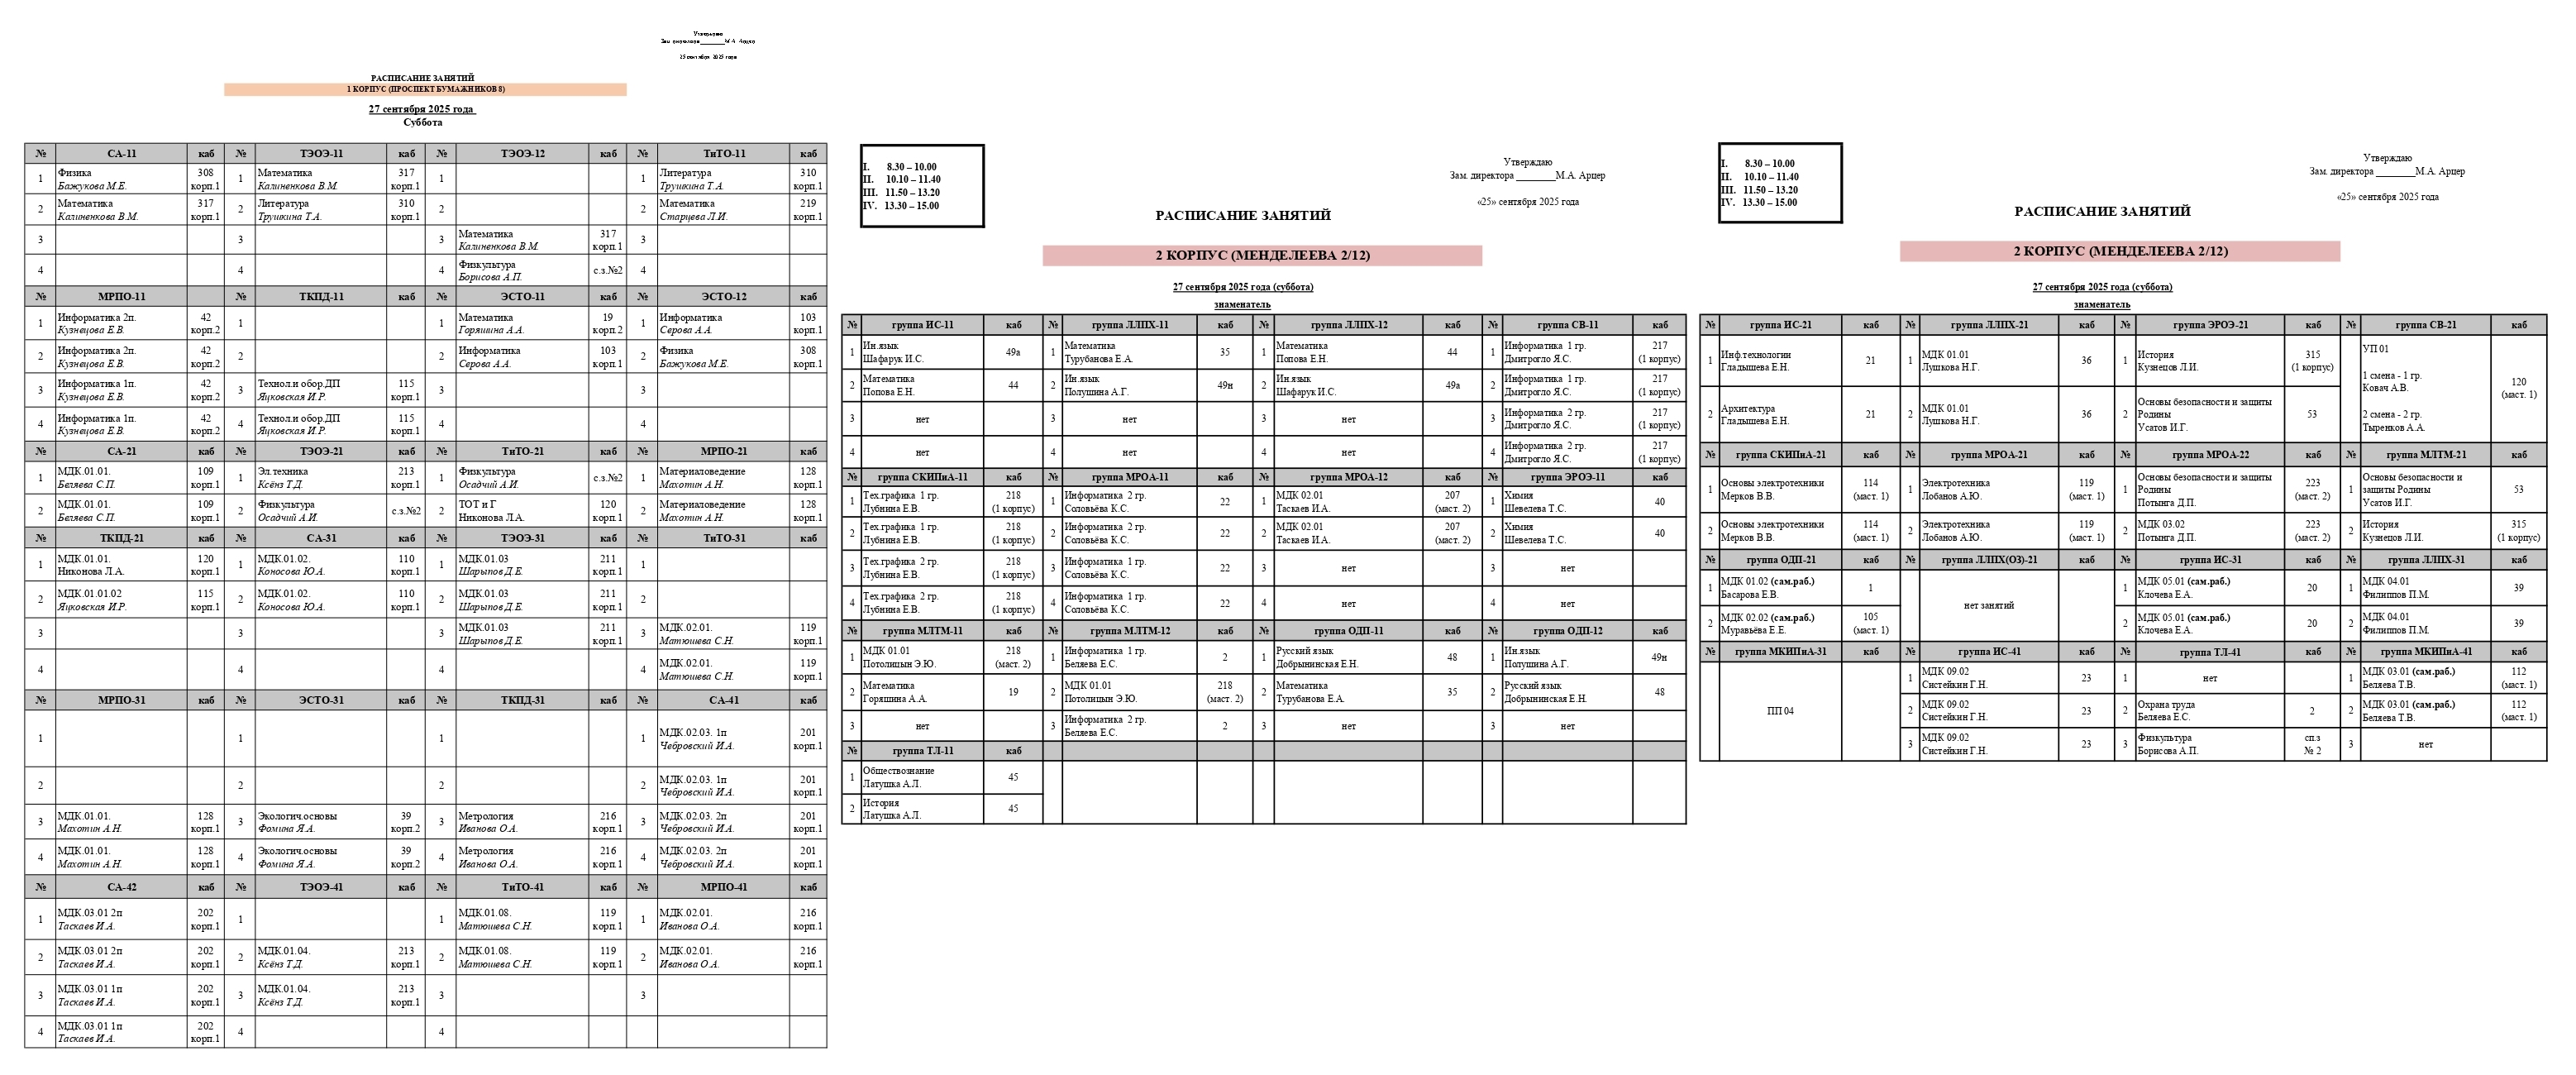 Утверждаю
Зам. директора ________ М.А. Арцер
25 сентября 2025 года
РАСПИСАНИЕ ЗАНЯТИЙ
1 КОРПУС (ПРОСПЕКТ БУМАЖНИКОВ 8)
27 сентября 2025 года
Суббота
№ СА-11 каб № ТЭОЭ-11 каб № ТЭОЭ-12 каб № ТиТО-11 каб
1 Физика 308 1 Математика 317 1 1 Литература 310
Бажукова М.Е. корп.1 Калиненкова В.М. корп.1 Трушкина Т.А. корп.1
2 Математика 317 2 Литература 310 2 2 Математика 219
Калиненкова В.М. корп.1 Трушкина Т.А. корп.1 Старцева Л.И. корп.1
3 3 3 Математика 317 3
Калиненкова В.М. корп.1
4 4 4 Физкультура с.з.№2 4
Борисова А.П.
№ МРПО-11 № ТКПД-11 каб № ЭСТО-11 каб № ЭСТО-12 каб
1 Информатика 2п. 42 1 1 Математика 19 1 Информатика 103
Кузнецова Е.В. корп.2 Горяшина А.А. корп.2 Серова А.А. корп.1
2 Информатика 2п. 42 2 2 Информатика 103 2 Физика 308
Кузнецова Е.В. корп.2 Серова А.А. корп.1 Бажукова М.Е. корп.1
3 Информатика 1п. 42 3 Технол.и обор.ДП 115 3 3
Кузнецова Е.В. корп.2 Яцковская И.Р. корп.1
4 Информатика 1п. 42 4 Технол.и обор.ДП 115 4 4
Кузнецова Е.В. корп.2 Яцковская И.Р. корп.1
№ СА-21 каб № ТЭОЭ-21 каб № ТиТО-21 каб № МРПО-21 каб
1 МДК.01.01. 109 1 Эл.техника 213 1 Физкультура с.з.№2 1 Материаловедение 128
Беляева С.П. корп.1 Ксёнз Т.Д. корп.1 Осадчий А.И. Махотин А.Н. корп.1
2 МДК.01.01. 109 2 Физкультура с.з.№2 2 ТОТ и Г 120 2 Материаловедение 128
Беляева С.П. корп.1 Осадчий А.И. Никонова Л.А. корп.1 Махотин А.Н. корп.1
№ ТКПД-21 каб № СА-31 каб № ТЭОЭ-31 каб № ТиТО-31 каб
1 МДК.01.01. 120 1 МДК.01.02. 110 1 МДК.01.03 211 1
Никонова Л.А. корп.1 Коносова Ю.А. корп.1 Шарыпов Д.Е. корп.1
2 МДК.01.01.02 115 2 МДК.01.02. 110 2 МДК.01.03 211 2
Яцковская И.Р. корп.1 Коносова Ю.А. корп.1 Шарыпов Д.Е. корп.1
3 3 3 МДК.01.03 211 3 МДК.02.01. 119
Шарыпов Д.Е. корп.1 Матюшева С.Н. корп.1
4 4 4 4 МДК.02.01. 119
Матюшева С.Н. корп.1
№ МРПО-31 каб № ЭСТО-31 каб № ТКПД-31 каб № СА-41 каб
1 1 1 1 МДК.02.03. 1п 201
Чебровский И.А. корп.1
2 2 2 2 МДК.02.03. 1п 201
Чебровский И.А. корп.1
3 МДК.01.01. 128 3 Экологич.основы 39 3 Метрология 216 3 МДК.02.03. 2п 201
Махотин А.Н. корп.1 Фомина Я.А. корп.2 Иванова О.А. корп.1 Чебровский И.А. корп.1
4 МДК.01.01. 128 4 Экологич.основы 39 4 Метрология 216 4 МДК.02.03. 2п 201
Махотин А.Н. корп.1 Фомина Я.А. корп.2 Иванова О.А. корп.1 Чебровский И.А. корп.1
№ СА-42 каб № ТЭОЭ-41 каб № ТиТО-41 каб № МРПО-41 каб
1 МДК.03.01 2п 202 1 1 МДК.01.08. 119 1 МДК.02.01. 216
Таскаев И.А. корп.1 Матюшева С.Н. корп.1 Иванова О.А. корп.1
2 МДК.03.01 2п 202 2 МДК.01.04. 213 2 МДК.01.08. 119 2 МДК.02.01. 216
Таскаев И.А. корп.1 Ксёнз Т.Д. корп.1 Матюшева С.Н. корп.1 Иванова О.А. корп.1
3 МДК.03.01 1п 202 3 МДК.01.04. 213 3 3
Таскаев И.А. корп.1 Ксёнз Т.Д. корп.1
4 МДК.03.01 1п 202 4 4
Таскаев И.А. корп.1
I. 8.30 – 10.00
II. 10.10 – 11.40
III. 11.50 – 13.20
IV. 13.30 – 15.00
Утверждаю
Зам. директора ________М.А. Арцер
«25» сентября 2025 года
РАСПИСАНИЕ ЗАНЯТИЙ
2 КОРПУС (МЕНДЕЛЕЕВА 2/12)
27 сентября 2025 года (суббота)
знаменатель
№ группа ИС-11 каб № группа ЛЛПХ-11 каб № группа ЛЛПХ-12 каб № группа СВ-11 каб
1 Ин.язык 49а 1 Математика 35 1 Математика 44 1 Информатика 1 гр. 217
Шафарук И.С. Турубанова Е.А. Попова Е.Н. Дмитрогло Я.С. (1 корпус)
2 Математика 44 2 Ин.язык 49н 2 Ин.язык 49а 2 Информатика 1 гр. 217
Попова Е.Н. Полушина А.Г. Шафарук И.С. Дмитрогло Я.С. (1 корпус)
3 нет 3 нет 3 нет 3 Информатика 2 гр. 217
Дмитрогло Я.С. (1 корпус)
4 нет 4 нет 4 нет 4 Информатика 2 гр. 217
Дмитрогло Я.С. (1 корпус)
№ группа СКИПиА-11 каб № группа МРОА-11 каб № группа МРОА-12 каб № группа ЭРОЭ-11 каб
1 Тех.графика 1 гр. 218 1 Информатика 2 гр. 22 1 МДК 02.01 207 1 Химия 40
Лубнина Е.В. (1 корпус) Соловьёва К.С. Таскаев И.А. (маст. 2) Шевелева Т.С.
2 Тех.графика 1 гр. 218 2 Информатика 2 гр. 22 2 МДК 02.01 207 2 Химия 40
Лубнина Е.В. (1 корпус) Соловьёва К.С. Таскаев И.А. (маст. 2) Шевелева Т.С.
3 Тех.графика 2 гр. 218 3 Информатика 1 гр. 22 3 нет 3 нет
Лубнина Е.В. (1 корпус) Соловьёва К.С.
4 Тех.графика 2 гр. 218 4 Информатика 1 гр. 22 4 нет 4 нет
Лубнина Е.В. (1 корпус) Соловьёва К.С.
№ группа МЛТМ-11 каб № группа МЛТМ-12 каб № группа ОДП-11 каб № группа ОДП-12 каб
1 МДК 01.01 218 1 Информатика 1 гр. 2 1 Русский язык 48 1 Ин.язык 49н
Потолицын Э.Ю. (маст. 2) Беляева Е.С. Добрынинская Е.Н. Полушина А.Г.
2 Математика 19 2 МДК 01.01 218 2 Математика 35 2 Русский язык 48
Горяшина А.А. Потолицын Э.Ю. (маст. 2) Турубанова Е.А. Добрынинская Е.Н.
3 нет 3 Информатика 2 гр. 2 3 нет 3 нет
Беляева Е.С.
№ группа ТЛ-11 каб
1 Обществознание 45
Латушка А.Л.
2 История 45
Латушка А.Л.
I. 8.30 – 10.00
II. 10.10 – 11.40
III. 11.50 – 13.20
IV. 13.30 – 15.00
Утверждаю
Зам. директора ________М.А. Арцер
«25» сентября 2025 года
РАСПИСАНИЕ ЗАНЯТИЙ
2 КОРПУС (МЕНДЕЛЕЕВА 2/12)
27 сентября 2025 года (суббота)
знаменатель
№ группа ИС-21 каб № группа ЛЛПХ-21 каб № группа ЭРОЭ-21 каб № группа СВ-21 каб
1 Инф.технологии 21 1 МДК 01.01 36 1 История 315 УП 01
Гладышева Е.Н. Лушкова Н.Г. Кузнецов Л.И. (1 корпус) 1 смена - 1 гр.
Ковач А.В. 120
(маст. 1)
2 Архитектура 21 2 МДК 01.01 36 2 Основы безопасности и защиты 53 2 смена - 2 гр.
Гладышева Е.Н. Лушкова Н.Г. Родины Тыренков А.А.
Усатов И.Г.
№ группа СКИПиА-21 каб № группа МРОА-21 каб № группа МРОА-22 каб № группа МЛТМ-21 каб
1 Основы электротехники 114 1 Электротехника 119 1 Основы безопасности и защиты 223 1 Основы безопасности и 53
Мерков В.В. (маст. 1) Лобанов А.Ю. (маст. 1) Родины (маст. 2) защиты Родины
Потынга Д.П. Усатов И.Г.
2 Основы электротехники 114 2 Электротехника 119 2 МДК 03.02 223 2 История 315
Мерков В.В. (маст. 1) Лобанов А.Ю. (маст. 1) Потынга Д.П. (маст. 2) Кузнецов Л.И. (1 корпус)
№ группа ОДП-21 каб № группа ЛЛПХ(ОЗ)-21 каб № группа ИС-31 каб № группа ЛЛПХ-31 каб
1 МДК 01.02 (сам.раб.) 1 нет занятий 1 МДК 05.01 (сам.раб.) 20 1 МДК 04.01 39
Басарова Е.В. Клочева Е.А. Филиппов П.М.
2 МДК 02.02 (сам.раб.) 105 2 МДК 05.01 (сам.раб.) 20 2 МДК 04.01 39
Муравьёва Е.Е. (маст. 1) Клочева Е.А. Филиппов П.М.
№ группа МКИПиА-31 каб № группа ИС-41 каб № группа ТЛ-41 каб № группа МКИПиА-41 каб
ПП 04 1 МДК 09.02 23 1 нет 1 МДК 03.01 (сам.раб.) 112
Систейкин Г.Н. Беляева Т.В. (маст. 1)
2 МДК 09.02 23 2 Охрана труда 2 2 МДК 03.01 (сам.раб.) 112
Систейкин Г.Н. Беляева Е.С. Беляева Т.В. (маст. 1)
3 МДК 09.02 23 3 Физкультура сп.з 3 нет
Систейкин Г.Н. Борисова А.П. № 2